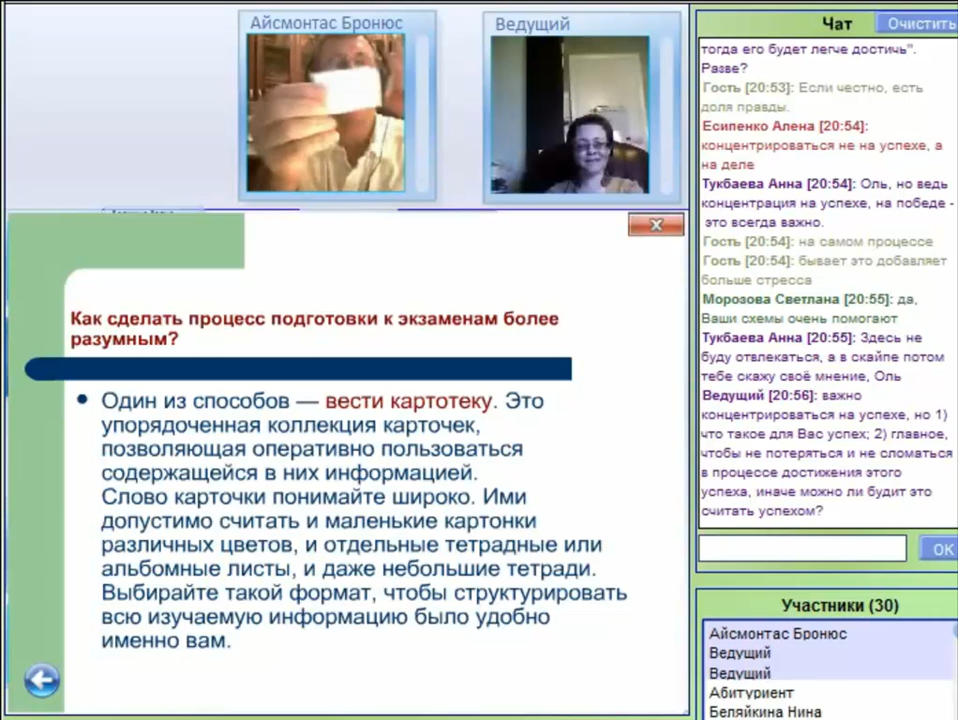 Айсмонтас Бронюс
Ведущий
Как сделать процесс подготовки к экзаменам более
разумным?
Один из способов — вести картотеку. Это
упорядоченная коллекция карточек,
позволяющая оперативно пользоваться
содержащейся в них информацией.
Слово карточки понимайте широко. Ими
допустимо считать и маленькие картонки
различных цветов, и отдельные тетрадные или
альбомные листы, и даже небольшие тетради.
Выбирайте такой формат, чтобы структурировать
всю изучаемую информацию было удобно
именно вам.
Чат
Очистить
тогда его будет легче достичь".
Разве?
Гость [20:53]: Если честно, есть
доля правды.
Есипенко Алена [20:54]:
концентрироваться не на успехе, а
на деле
Тукбаева Анна [20:54]: Оль, но ведь
концентрация на успехе, на победе -
это всегда важно.
Гость [20:54]: на самом процессе
Гость [20:54]: бывает это добавляет
больше стресса
Морозова Светлана [20:55]: да,
Ваши схемы очень помогают
Тукбаева Анна [20:55]: Здесь не
буду отвлекаться, а в скайпе потом
тебе скажу своё мнение, Оль
Ведущий [20:56]: важно
концентрироваться на успехе, но 1)
что такое для Вас успех; 2) главное,
чтобы не потеряться и не сломаться
в процессе достижения этого
успеха, иначе можно ли будит это
считать успехом?
ОК
Участники (30)
Айсмонтас Бронюс
Ведущий
Ведущий
Абитуриент
Беляйкина Нина